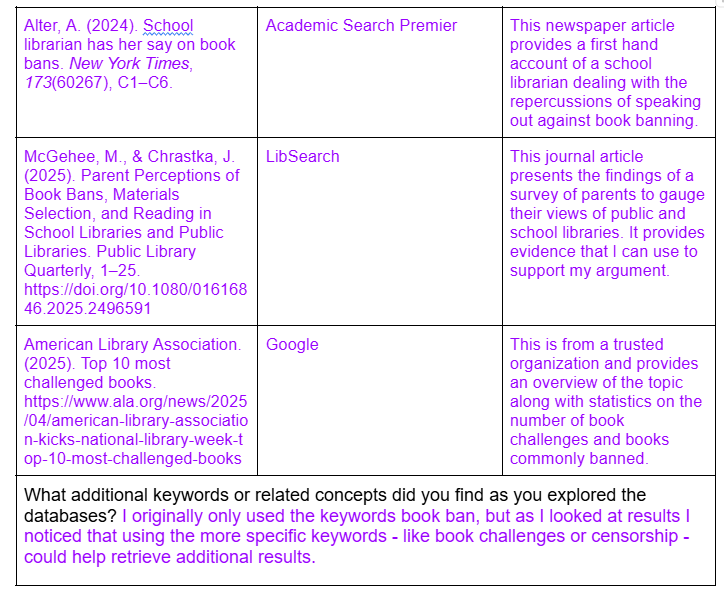 Alter, A. (2024). School
librarian has her say on book
bans. New York Times,
173(60267), C1–C6.
Academic Search Premier
This newspaper article
provides a first hand
account of a school
librarian dealing with the
repercussions of speaking
out against book banning.
McGehee, M., & Chrastka, J.
(2025). Parent Perceptions of
Book Bans, Materials
Selection, and Reading in
School Libraries and Public
Libraries. Public Library
Quarterly, 1–25.
https://doi.org/10.1080/016168
46.2025.2496591
LibSearch
This journal article
presents the findings of a
survey of parents to gauge
their views of public and
school libraries. It provides
evidence that I can use to
support my argument.
American Library Association.
(2025). Top 10 most
challenged books.
https://www.ala.org/news/2025
/04/american-library-associatio
n-kicks-national-library-week-t
op-10-most-challenged-books
Google
This is from a trusted
organization and provides
an overview of the topic
along with statistics on the
number of book
challenges and books
commonly banned.
What additional keywords or related concepts did you find as you explored the
databases? I originally only used the keywords book ban, but as I looked at results I
noticed that using the more specific keywords - like book challenges or censorship -
could help retrieve additional results.